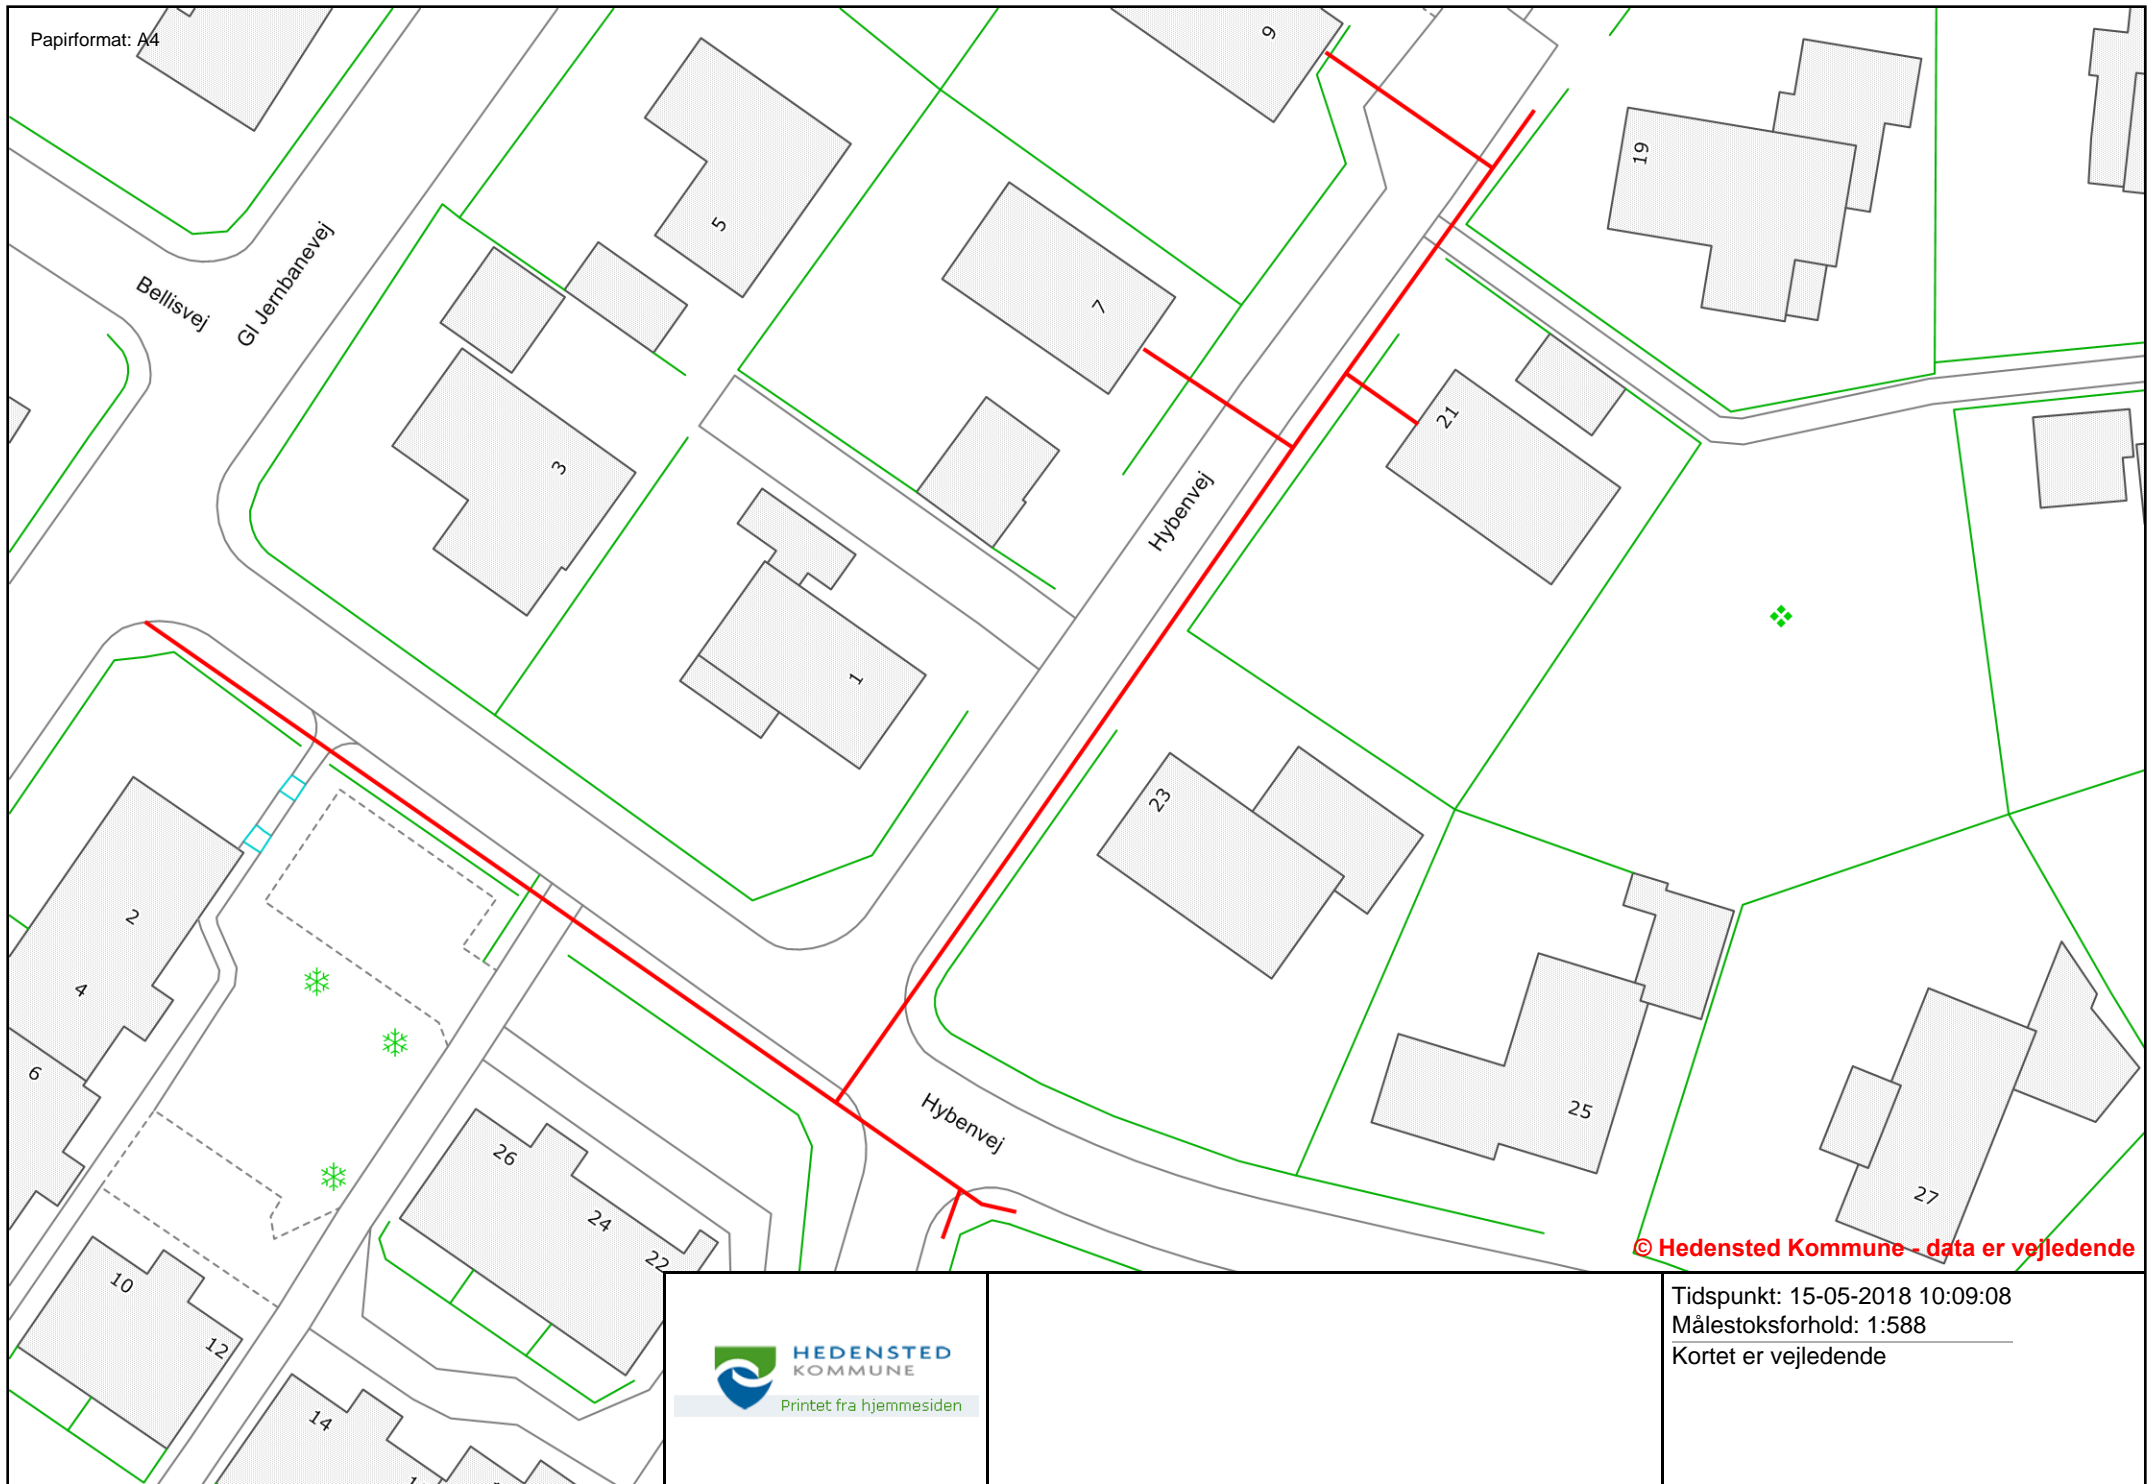 Papirformat: A4
9
19
5
7
Bellisvej
Gl Jernbanevej
21
3
Hybenvej
1
23
2
4
6
Hybenvej
25
26
24
22
27
© Hedensted Kommune - data er vejledende
10
12
14
HEDENSTED
KOMMUNE
Printet fra hjemmesiden
Tidspunkt: 15-05-2018 10:09:08
Målestoksforhold: 1:588
Kortet er vejledende